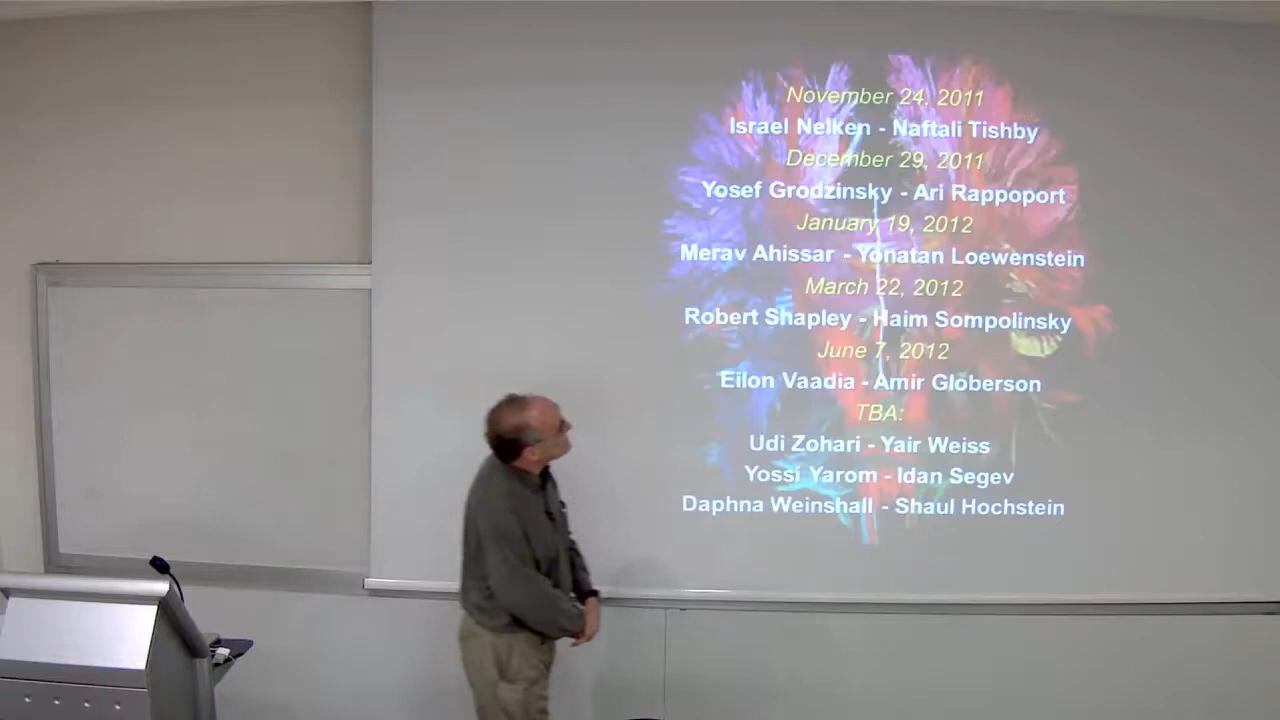 November 24, 2011
Israel Nelken - Naftali Tishby
December 29, 2011
Yosef Grodzinsky - Ari Rappoport
January 19, 2012
Merav Ahissar - Yonatan Loewenstein
March 22, 2012
Robert Shapley - Haim Sompolinsky
June 7, 2012
Eilon Vaadia - Amir Globerson
TBA:
Udi Zohari - Yair Weiss
Yossi Yarom - Idan Segev
Daphna Weinshall - Shaul Hochstein